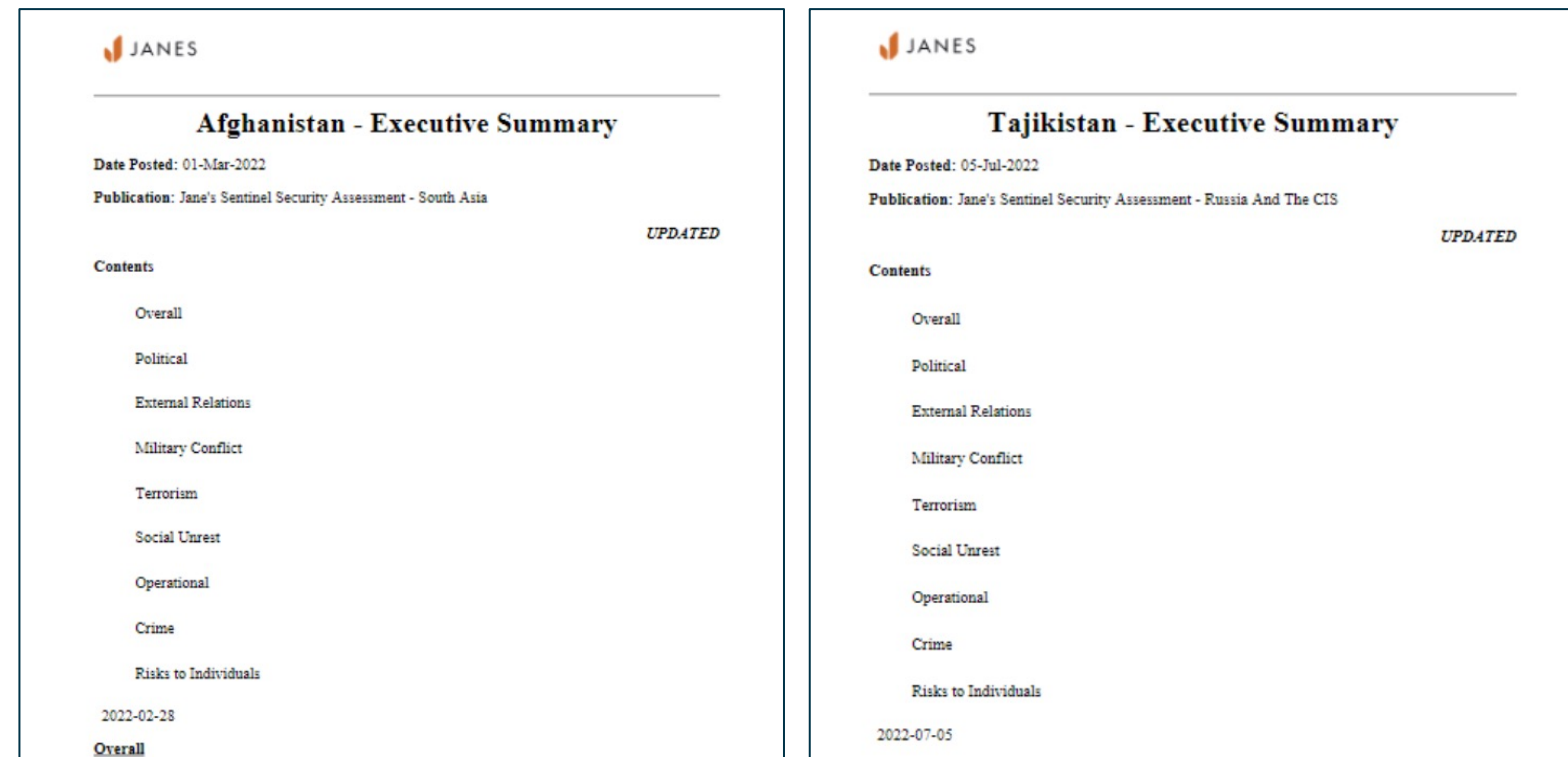 JANES
Afghanistan - Executive Summary
Date Posted: 01-Mar-2022
Publication: Jane's Sentinel Security Assessment - South Asia
UPDATED
Contents
Overall
Political
External Relations
Military Conflict
Terrorism
Social Unrest
Operational
Crime
Risks to Individuals
2022-02-28
Overall
JANES
Tajikistan - Executive Summary
Date Posted: 05-Jul-2022
Publication: Jane's Sentinel Security Assessment - Russia And The CIS
UPDATED
Contents
Overall
Political
External Relations
Military Conflict
Terrorism
Social Unrest
Operational
Crime
Risks to Individuals
2022-07-05